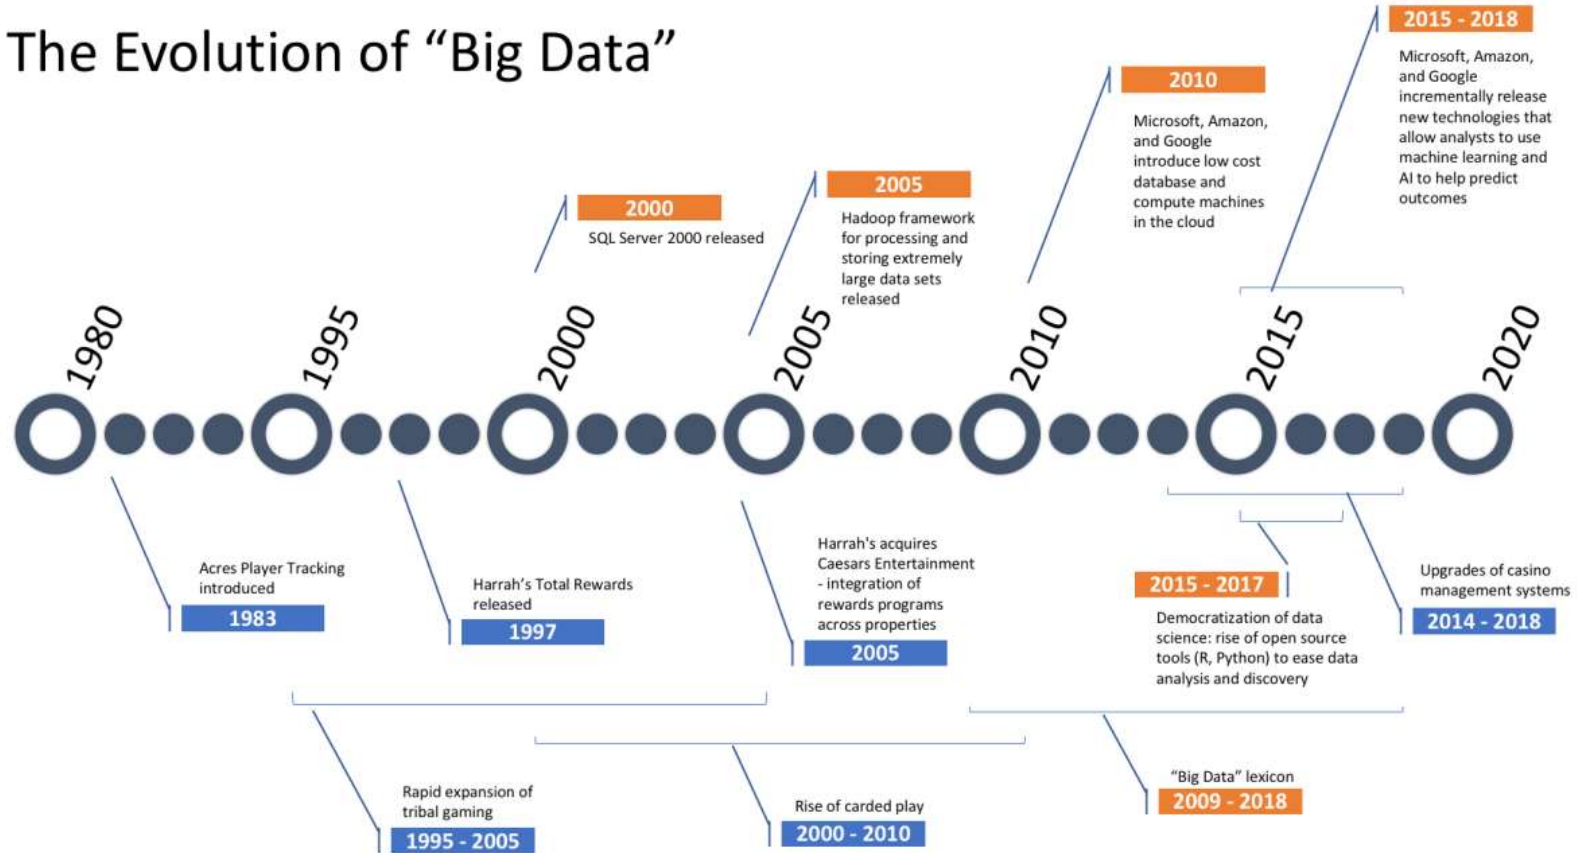 The Evolution of “Big Data”
2015 - 2018
Microsoft, Amazon,
and Google
incrementally release
new technologies that
allow analysts to use
machine learning and
AI to help predict
outcomes
2010
Microsoft, Amazon,
and Google
introduce low cost
database and
compute machines
in the cloud
2005
Hadoop framework
for processing and
storing extremely
large data sets
released
2000
SQL Server 2000 released
1980
1995
2000
2005
2010
2015
2020
Acres Player Tracking
introduced
1983
Harrah’s Total Rewards
released
1997
Harrah's acquires
Caesars Entertainment
- integration of
rewards programs
across properties
2005
2015 - 2017
Democratization of data
science: rise of open source
tools (R, Python) to ease data
analysis and discovery
Upgrades of casino
management systems
2014 - 2018
Rapid expansion of
tribal gaming
1995 - 2005
Rise of carded play
2000 - 2010
“Big Data” lexicon
2009 - 2018